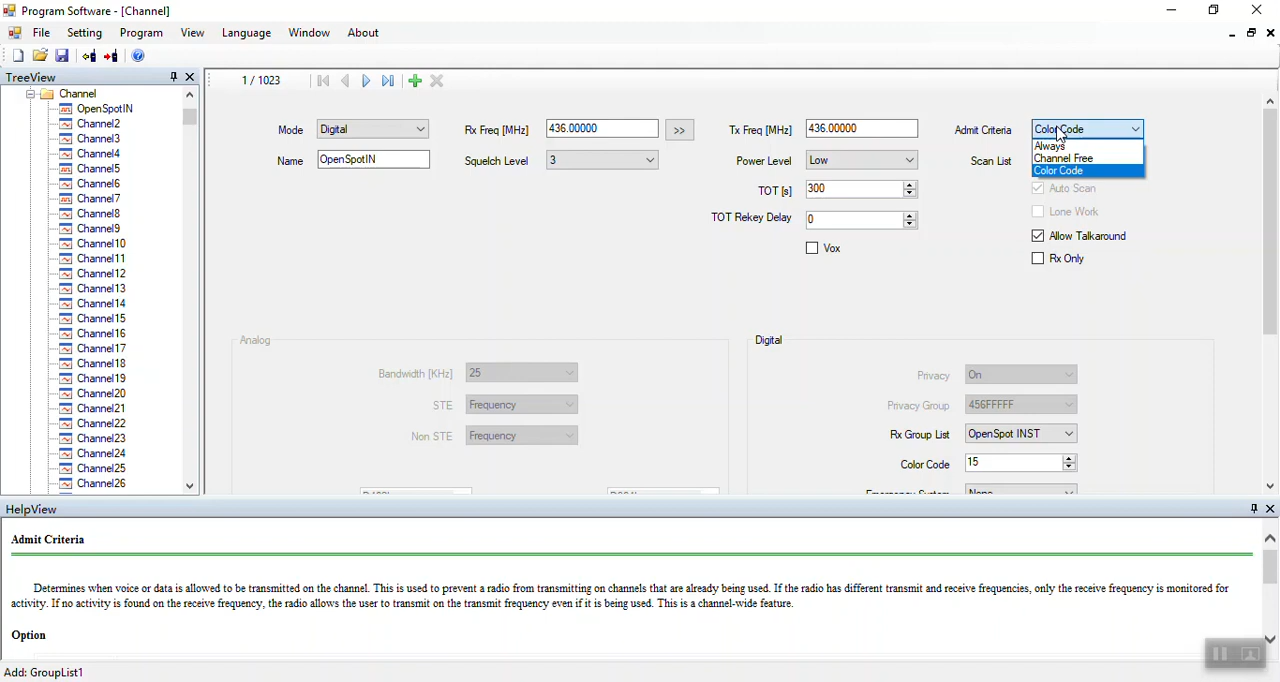 Program Software - [Channel]
File Setting Program View Language Window About
TreeView
1 / 1023
Channel
OpenSpotIN
Channel2
Channel3
Channel4
Channel5
Channel6
Channel7
Channel8
Channel9
Channel10
Channel11
Channel12
Channel13
Channel14
Channel15
Channel16
Channel17
Channel18
Channel19
Channel20
Channel21
Channel22
Channel23
Channel24
Channel25
Channel26
Mode Digital Rx Freq [MHz] 436.00000 >> Tx Freq [MHz] 436.00000 Admit Criteria Color Code
Always
Channel Free
Color Code
Name OpenSpotIN Squelch Level 3 Power Level Low Scan List
TOT [s] 300 Auto Scan
TOT Rekey Delay 0 Lone Work
Allow Talkaround
Vox Rx Only
Analog
Bandwidth [KHz] 25
STE Frequency
Non STE Frequency
Digital
Privacy On
Privacy Group 456FFFFF
Rx Group List OpenSpot INST
Color Code 15
Emergency System None
HelpView
Admit Criteria
Determines when voice or data is allowed to be transmitted on the channel. This is used to prevent a radio from transmitting on channels that are already being used. If the radio has different transmit and receive frequencies, only the receive frequency is monitored for
activity. If no activity is found on the receive frequency, the radio allows the user to transmit on the transmit frequency even if it is being used. This is a channel-wide feature.
Option
Add: GroupList1